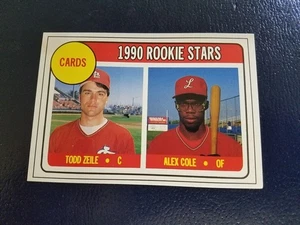 1990 ROOKIE STARS
CARDS
L
TODD ZEILE • C
ALEX COLE • OF